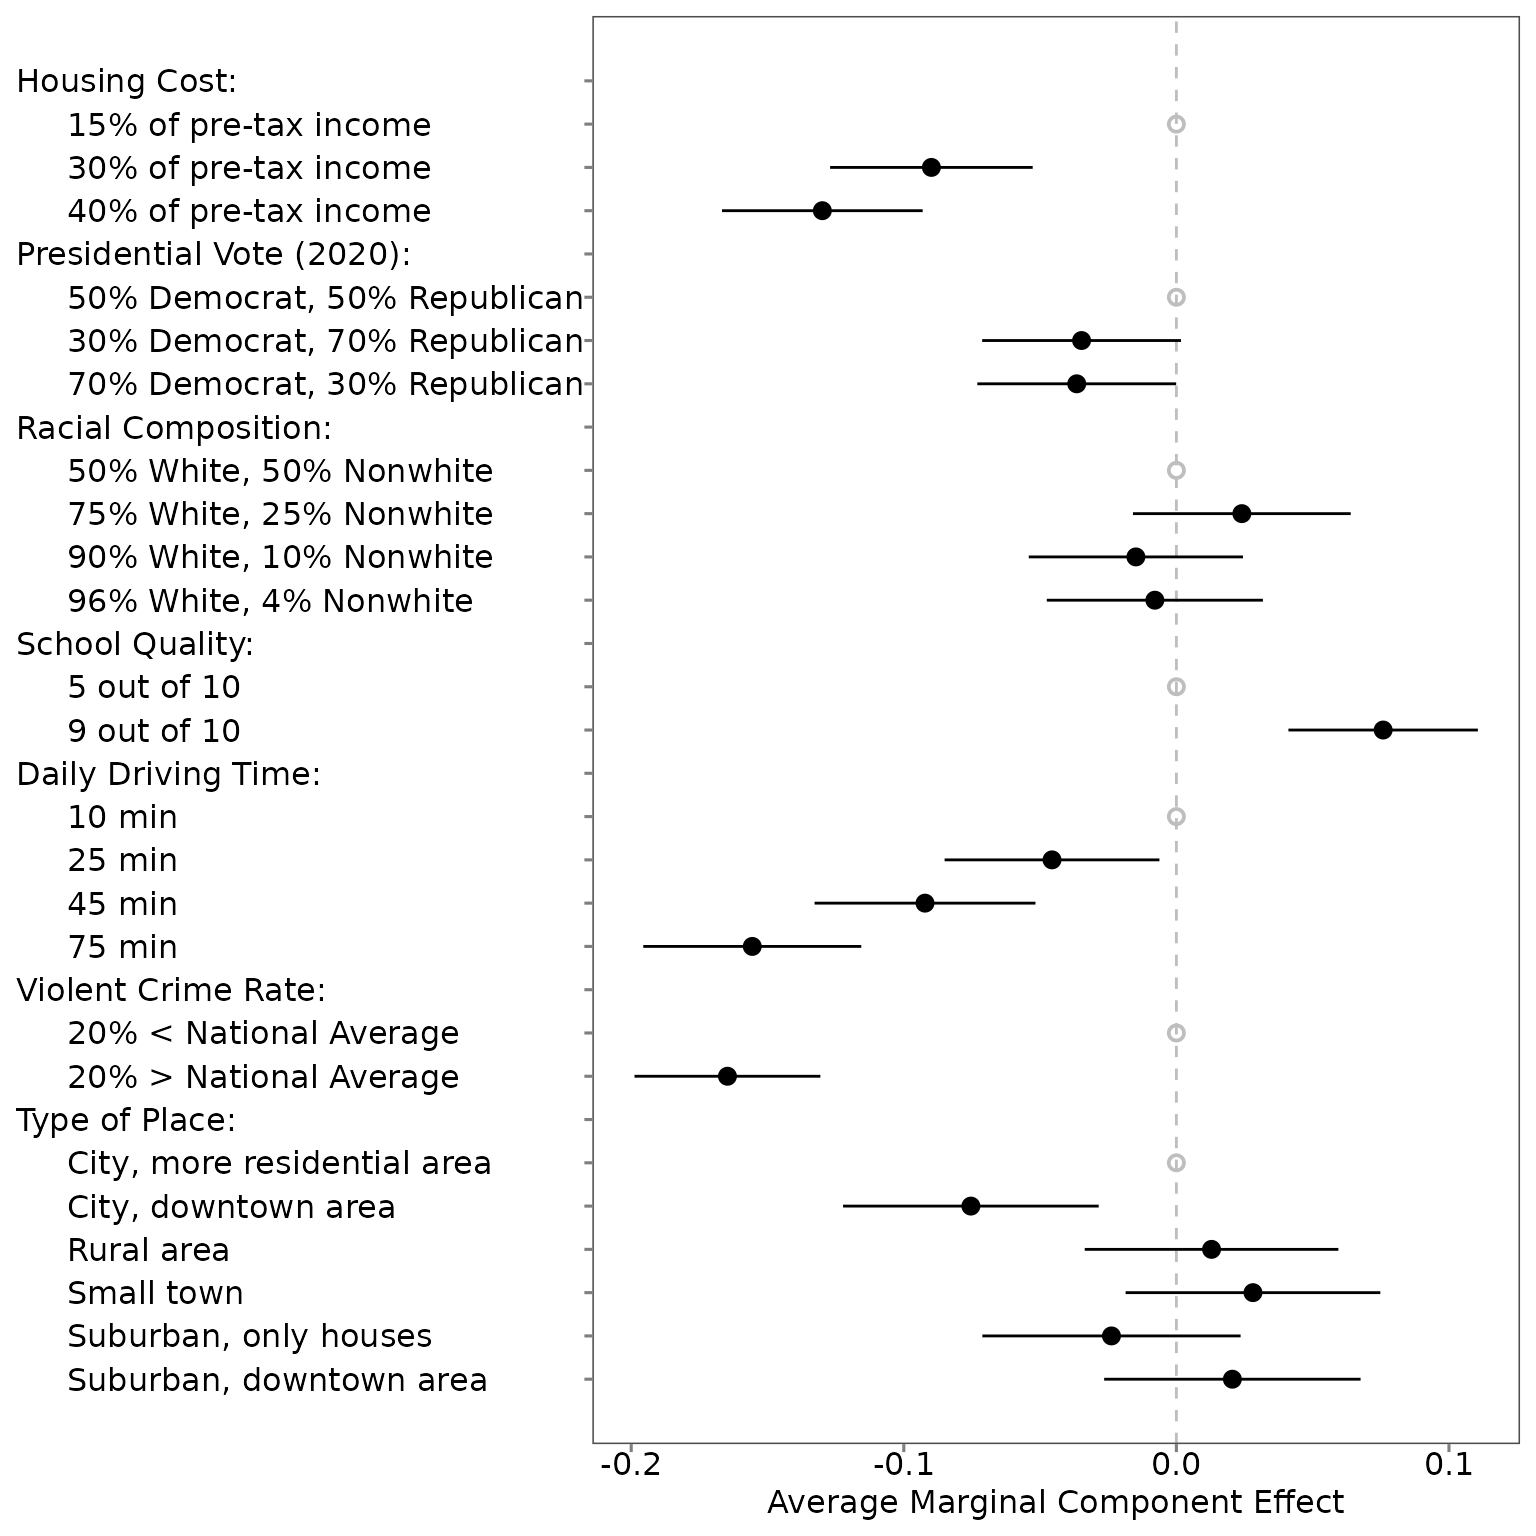 Housing Cost:
15% of pre-tax income
30% of pre-tax income
40% of pre-tax income
Presidential Vote (2020):
50% Democrat, 50% Republican
30% Democrat, 70% Republican
70% Democrat, 30% Republican
Racial Composition:
50% White, 50% Nonwhite
75% White, 25% Nonwhite
90% White, 10% Nonwhite
96% White, 4% Nonwhite
School Quality:
5 out of 10
9 out of 10
Daily Driving Time:
10 min
25 min
45 min
75 min
Violent Crime Rate:
20% < National Average
20% > National Average
Type of Place:
City, more residential area
City, downtown area
Rural area
Small town
Suburban, only houses
Suburban, downtown area
-0.2 -0.1 0.0 0.1
Average Marginal Component Effect